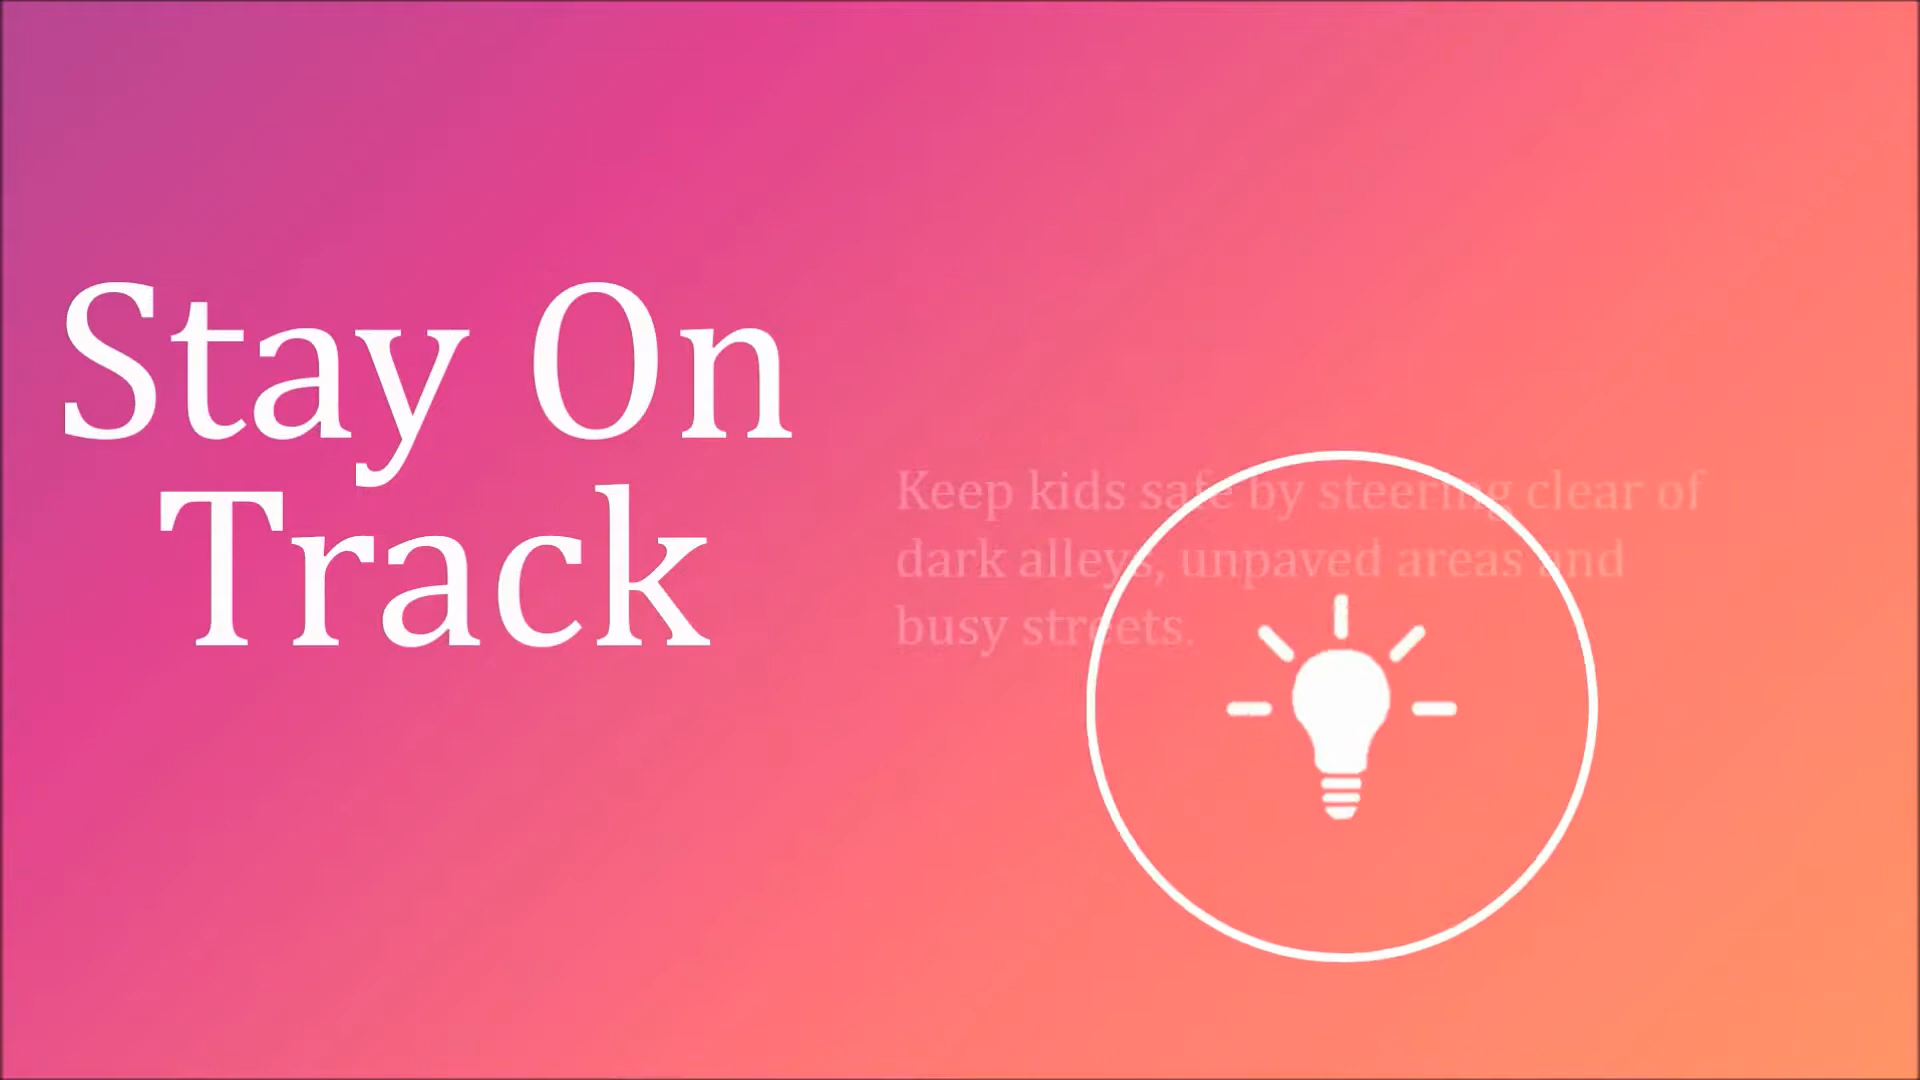 Stay On
Track
Keep kids safe by steering clear of
dark alleys, unpaved areas and
busy streets.